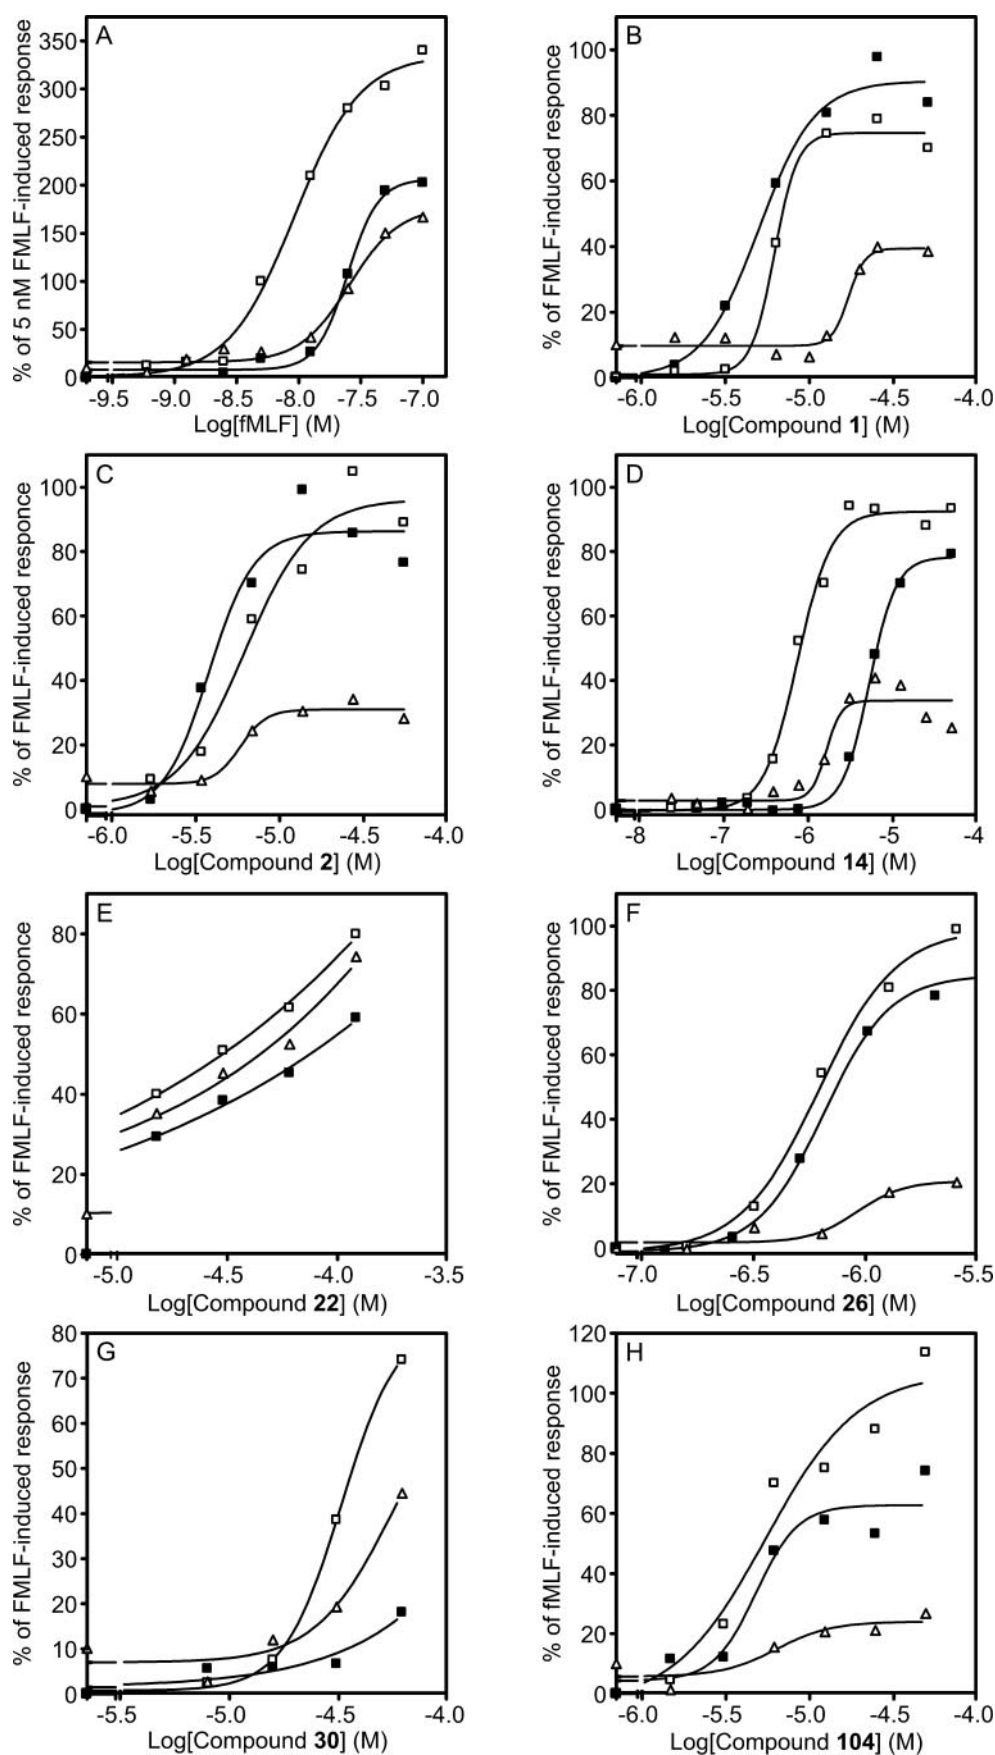 A
% of 5 nM FMLF-induced response
350
300
250
200
150
100
50
0
-9.5 -9.0 -8.5 -8.0 -7.5 -7.0
Log[fMLF] (M)
B
% of FMLF-induced responce
100
80
60
40
20
0
-6.0 -5.5 -5.0 -4.5 -4.0
Log[Compound 1] (M)
C
% of FMLF-induced responce
100
80
60
40
20
0
-6.0 -5.5 -5.0 -4.5 -4.0
Log[Compound 2] (M)
D
% of FMLF-induced responce
100
80
60
40
20
0
-8 -7 -6 -5 -4
Log[Compound 14] (M)
E
% of FMLF-induced responce
80
60
40
20
0
-5.0 -4.5 -4.0 -3.5
Log[Compound 22] (M)
F
% of FMLF-induced responce
100
80
60
40
20
0
-7.0 -6.5 -6.0 -5.5
Log[Compound 26] (M)
G
% of FMLF-induced response
80
70
60
50
40
30
20
10
0
-5.5 -5.0 -4.5 -4.0
Log[Compound 30] (M)
H
% of fMLF-induced response
120
100
80
60
40
20
10
0
-6.0 -5.5 -5.0 -4.5 -4.0
Log[Compound 104] (M)